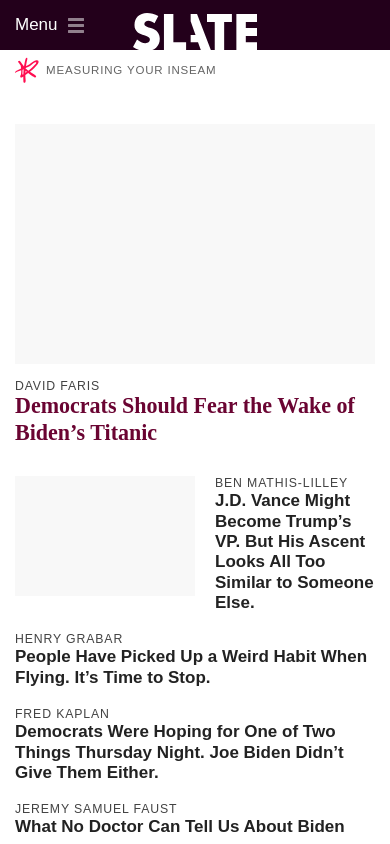 Menu
SLATE
MEASURING YOUR INSEAM
DAVID FARIS
Democrats Should Fear the Wake of
Biden’s Titanic
BEN MATHIS-LILLEY
J.D. Vance Might
Become Trump’s
VP. But His Ascent
Looks All Too
Similar to Someone
Else.
HENRY GRABAR
People Have Picked Up a Weird Habit When
Flying. It’s Time to Stop.
FRED KAPLAN
Democrats Were Hoping for One of Two
Things Thursday Night. Joe Biden Didn’t
Give Them Either.
JEREMY SAMUEL FAUST
What No Doctor Can Tell Us About Biden